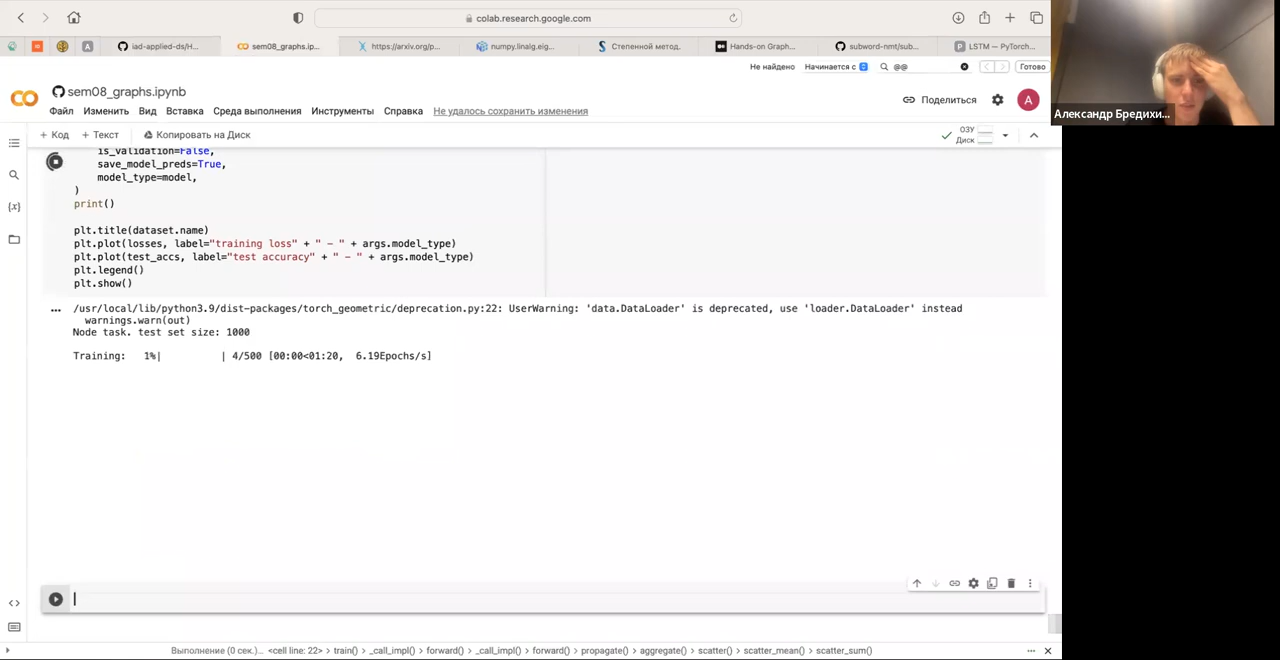 colab.research.google.com
iad-applied-ds/H...
sem08_graphs.ip...
https://arxiv.org/p...
numpy.linalg.eig...
Степенной метод.
Hands-on Graph...
subword-nmt/sub...
LSTM — PyTorch...
Не найдено
Начинается с
@@
Готово
sem08_graphs.ipynb
Файл Изменить Вид Вставка Среда выполнения Инструменты Справка Не удалось сохранить изменения
Поделиться
A
+ Код + Текст Копировать на Диск
ОЗУ
Диск
is_validation=False,
save_model_preds=True,
model_type=model,
)
print()
plt.title(dataset.name)
plt.plot(losses, label="training loss" + " - " + args.model_type)
plt.plot(test_accs, label="test accuracy" + " - " + args.model_type)
plt.legend()
plt.show()
/usr/local/lib/python3.9/dist-packages/torch_geometric/deprecation.py:22: UserWarning: 'data.DataLoader' is deprecated, use 'loader.DataLoader' instead
warnings.warn(out)
Node task. test set size: 1000
Training: 1%| | 4/500 [00:00<01:20, 6.19Epochs/s]
Выполнение (0 сек.)... <cell line: 22> > train() > _call_impl() > forward() > _call_impl() > forward() > propagate() > aggregate() > scatter() > scatter_mean() > scatter_sum()
Александр Бредихи...